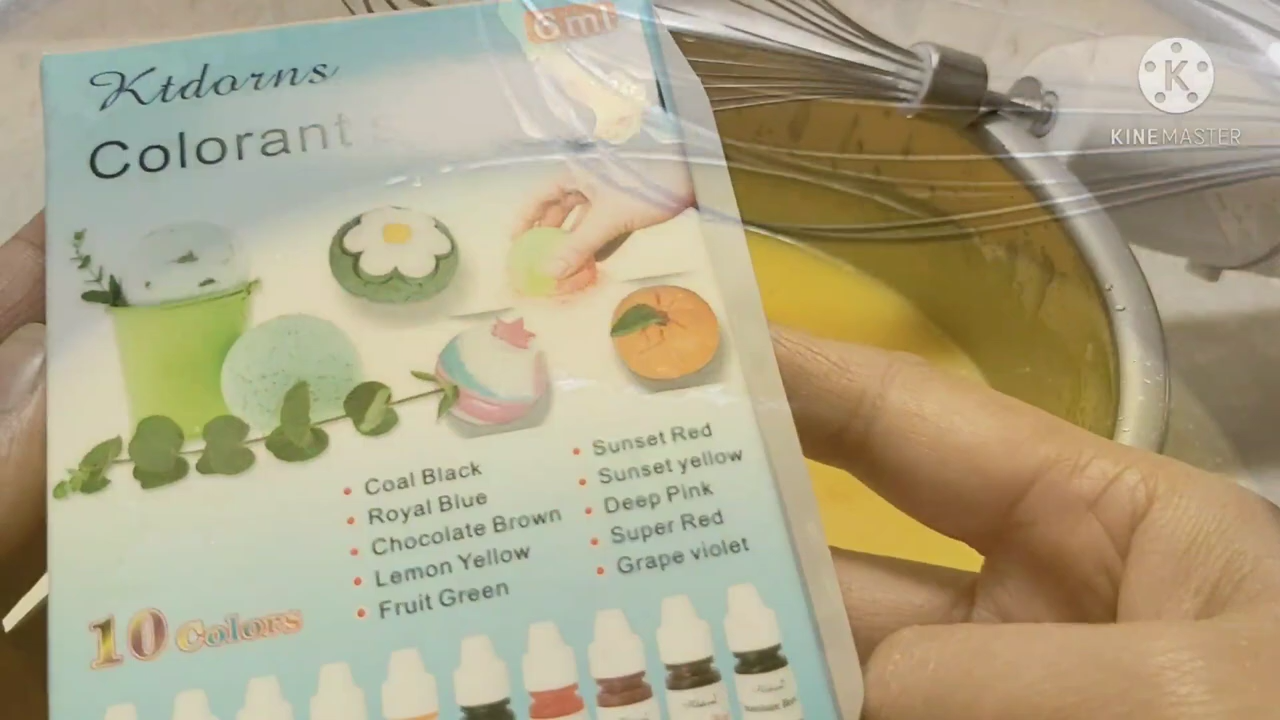 6ml
Ktdorns
Colorant
KINEMASTER
Coal Black
Royal Blue
Chocolate Brown
Lemon Yellow
Fruit Green
Sunset Red
Sunset yellow
Deep Pink
Super Red
Grape violet
10 Colors